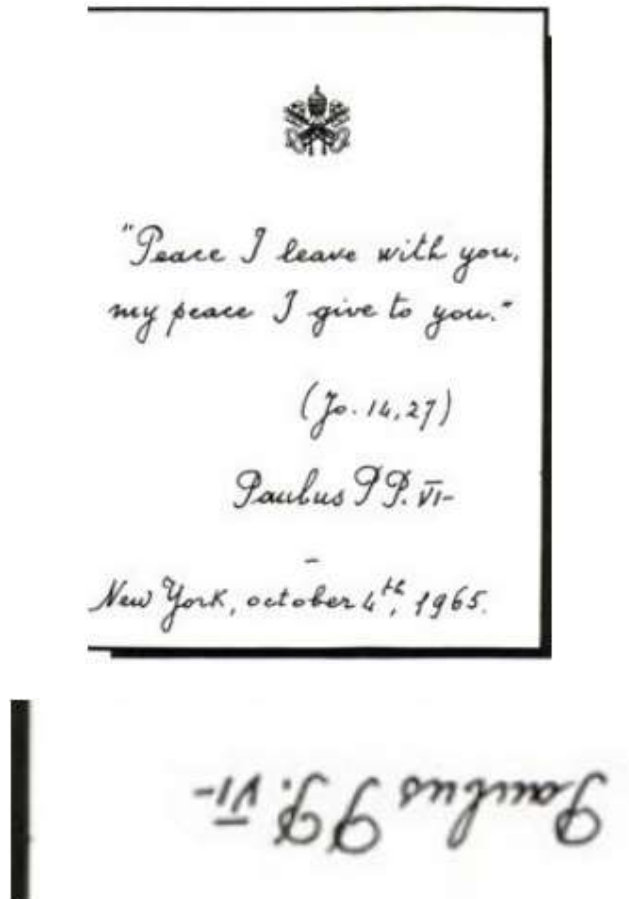 "Peace I leave with you,
my peace I give to you."
(Jo. 14,27)
Paulus PP. VI-
New York, october 4th, 1965.
Paulus PP. VI-